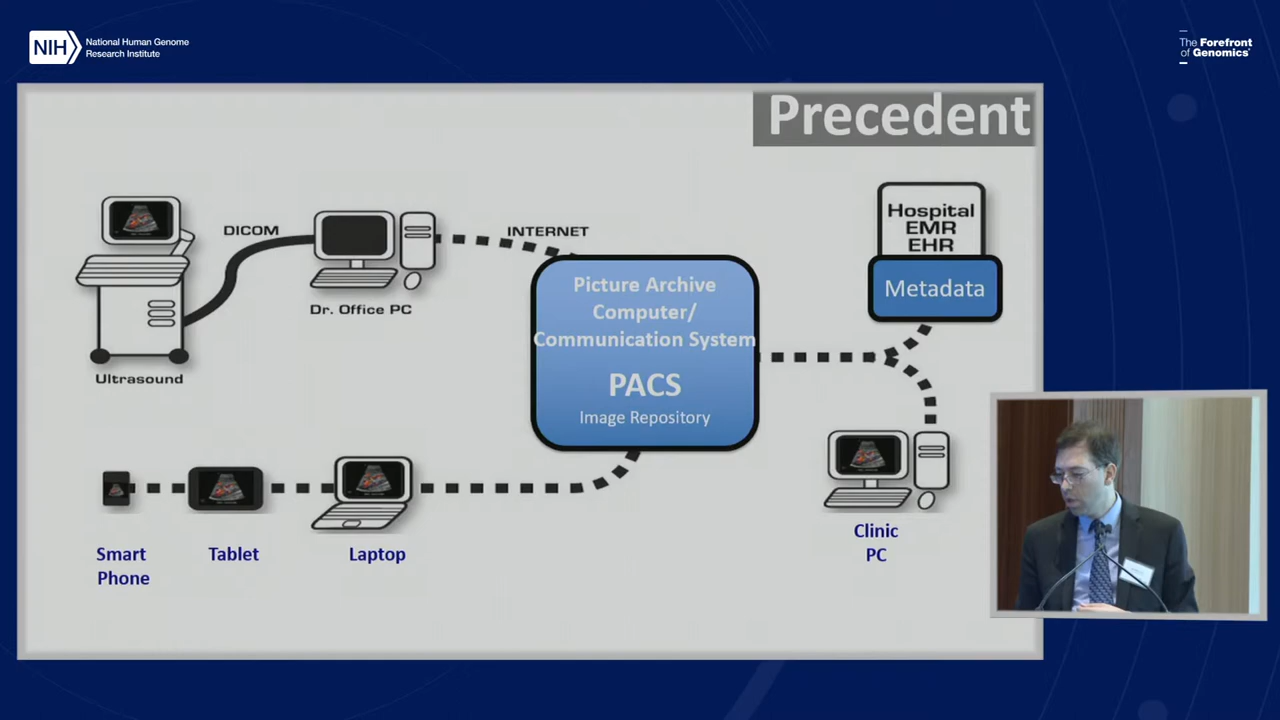 NIH
National Human Genome
Research Institute
The Forefront
of Genomics
Precedent
DICOM
INTERNET
Dr. Office PC
Ultrasound
Picture Archive
Computer/
Communication System
PACS
Image Repository
Hospital
EMR
EHR
Metadata
Smart
Phone
Tablet
Laptop
Clinic
PC